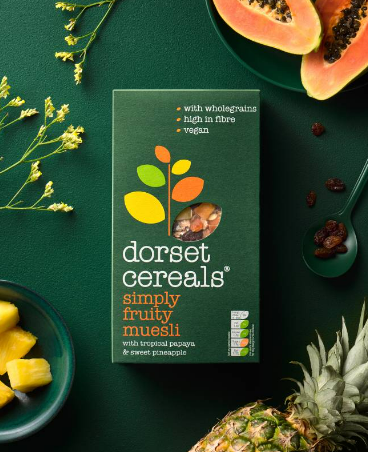 • with wholegrains
• high in fibre
• vegan
dorset
cereals®
simply
fruity
muesli
with tropical papaya
& sweet pineapple